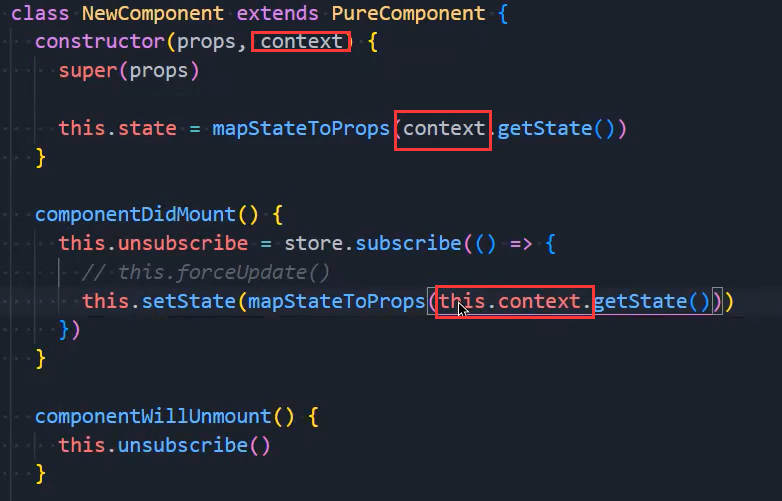 class NewComponent extends PureComponent {
constructor(props, context) {
super(props)
this.state = mapStateToProps(context.getState())
}
componentDidMount() {
this.unsubscribe = store.subscribe(() => {
// this.forceUpdate()
this.setState(mapStateToProps(this.context.getState()))
})
}
componentWillUnmount() {
this.unsubscribe()
}